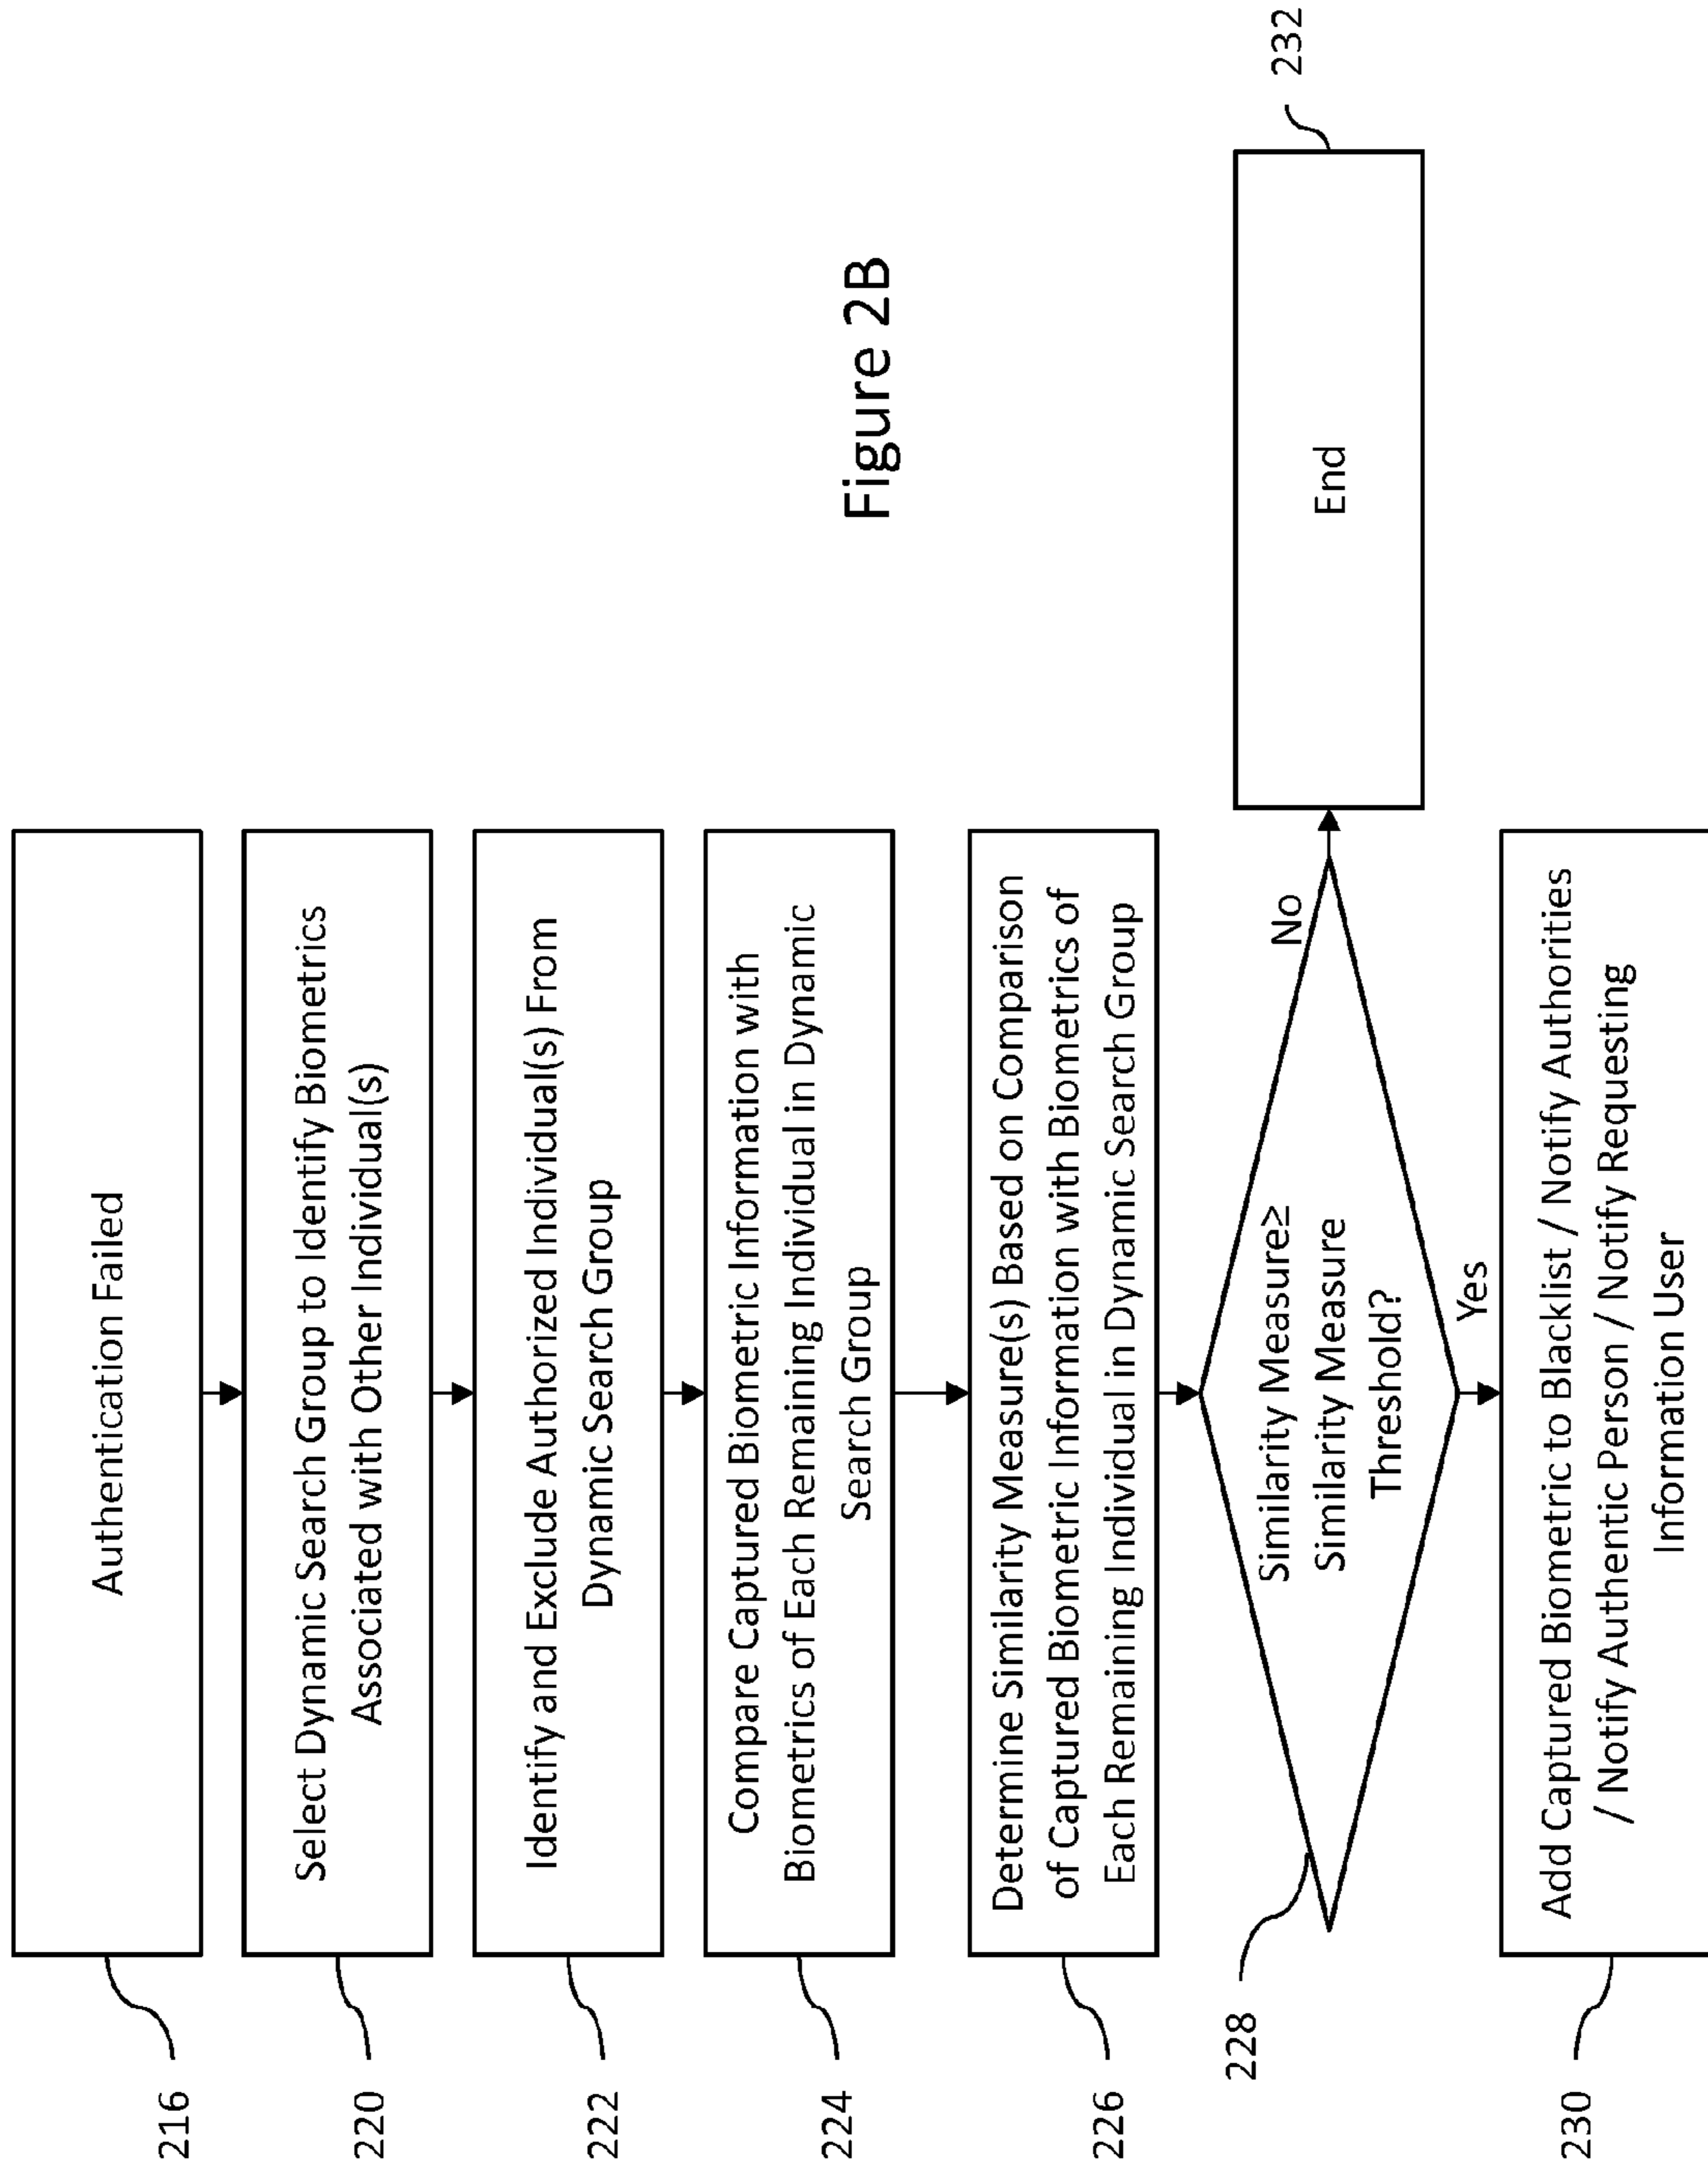 216
Authentication Failed
220
Select Dynamic Search Group to Identify Biometrics
Associated with Other Individual(s)
222
Identify and Exclude Authorized Individual(s) From
Dynamic Search Group
224
Compare Captured Biometric Information with
Biometrics of Each Remaining Individual in Dynamic
Search Group
226
Determine Similarity Measure(s) Based on Comparison
of Captured Biometric Information with Biometrics of
Each Remaining Individual in Dynamic Search Group
228
Similarity Measure≥
Similarity Measure
Threshold?
No
End
232
Yes
230
Add Captured Biometric to Blacklist / Notify Authorities
/ Notify Authentic Person / Notify Requesting
Information User
Figure 2B